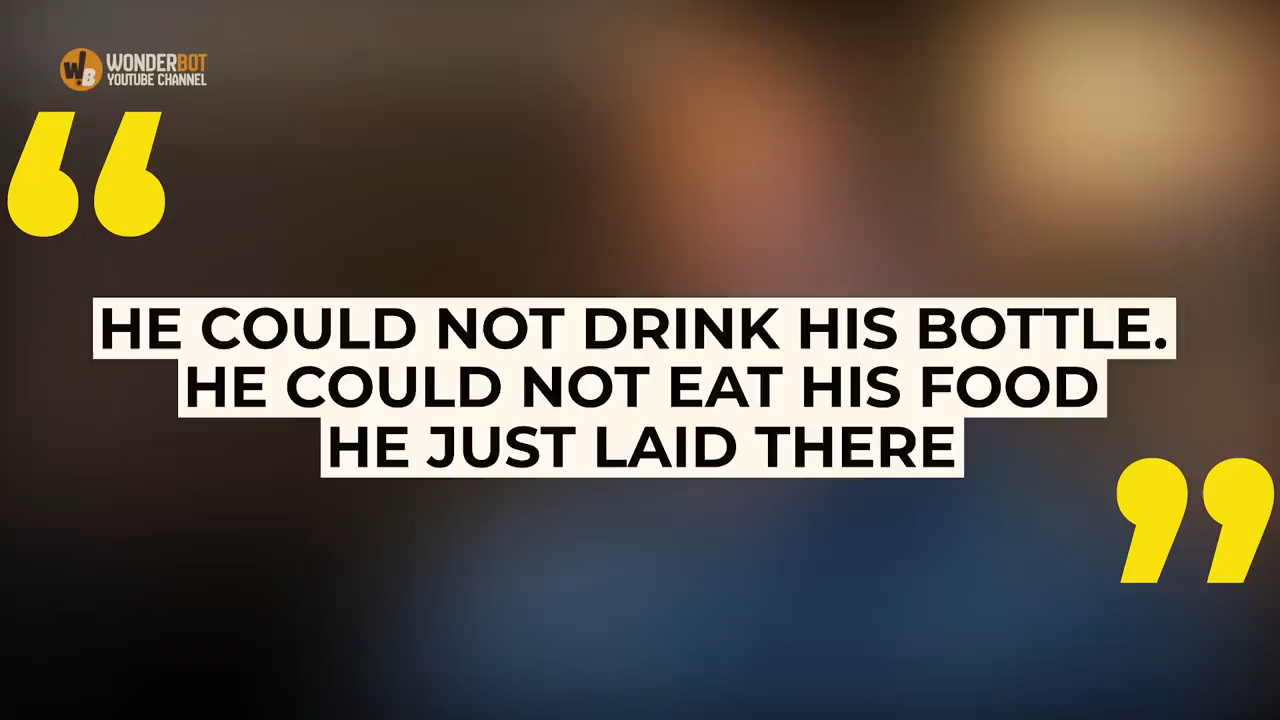 WONDERBOT
YOUTUBE CHANNEL
“
HE COULD NOT DRINK HIS BOTTLE.
HE COULD NOT EAT HIS FOOD
HE JUST LAID THERE
”